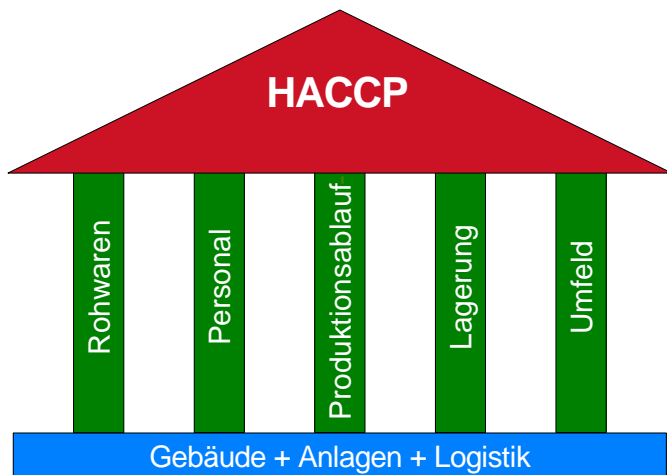 HACCP
Rohwaren
Personal
Produktionsablauf
Lagerung
Umfeld
Gebäude + Anlagen + Logistik